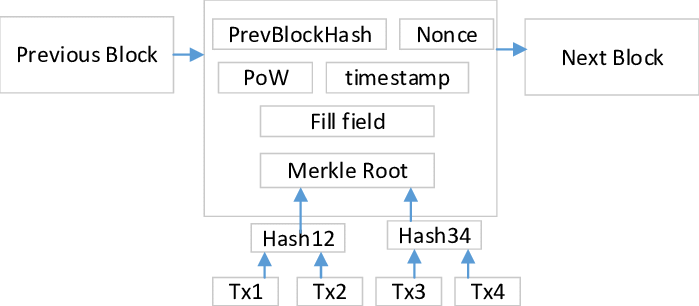 Previous Block
PrevBlockHash
Nonce
PoW
timestamp
Fill field
Merkle Root
Next Block
Hash12
Hash34
Tx1
Tx2
Tx3
Tx4